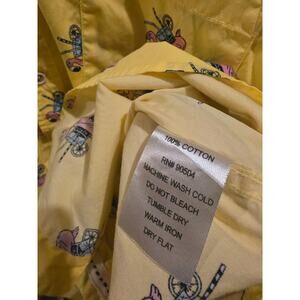 100% COTTON
RN# 90504
MACHINE WASH COLD
DO NOT BLEACH
TUMBLE DRY
WARM IRON
DRY FLAT